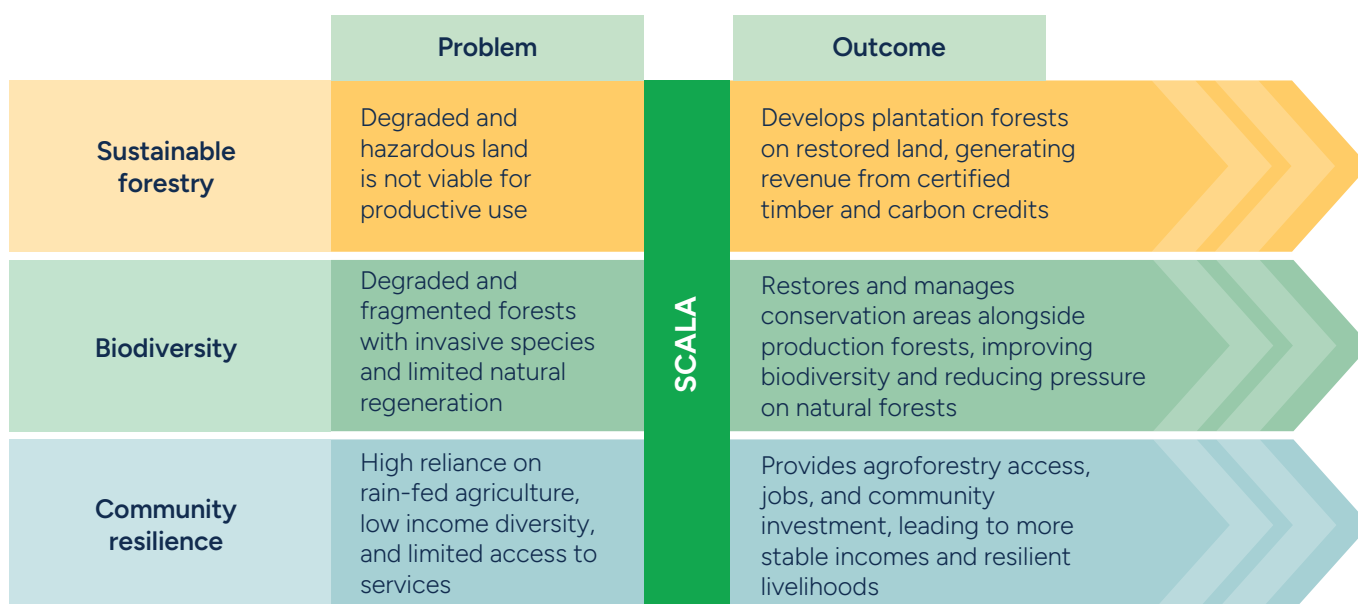 Problem
Outcome
Sustainable
forestry
Degraded and
hazardous land
is not viable for
productive use
Develops plantation forests
on restored land, generating
revenue from certified
timber and carbon credits
Biodiversity
Degraded and
fragmented forests
with invasive species
and limited natural
regeneration
SCALA
Restores and manages
conservation areas alongside
production forests, improving
biodiversity and reducing pressure
on natural forests
Community
resilience
High reliance on
rain-fed agriculture,
low income diversity,
and limited access to
services
Provides agroforestry access,
jobs, and community
investment, leading to more
stable incomes and resilient
livelihoods